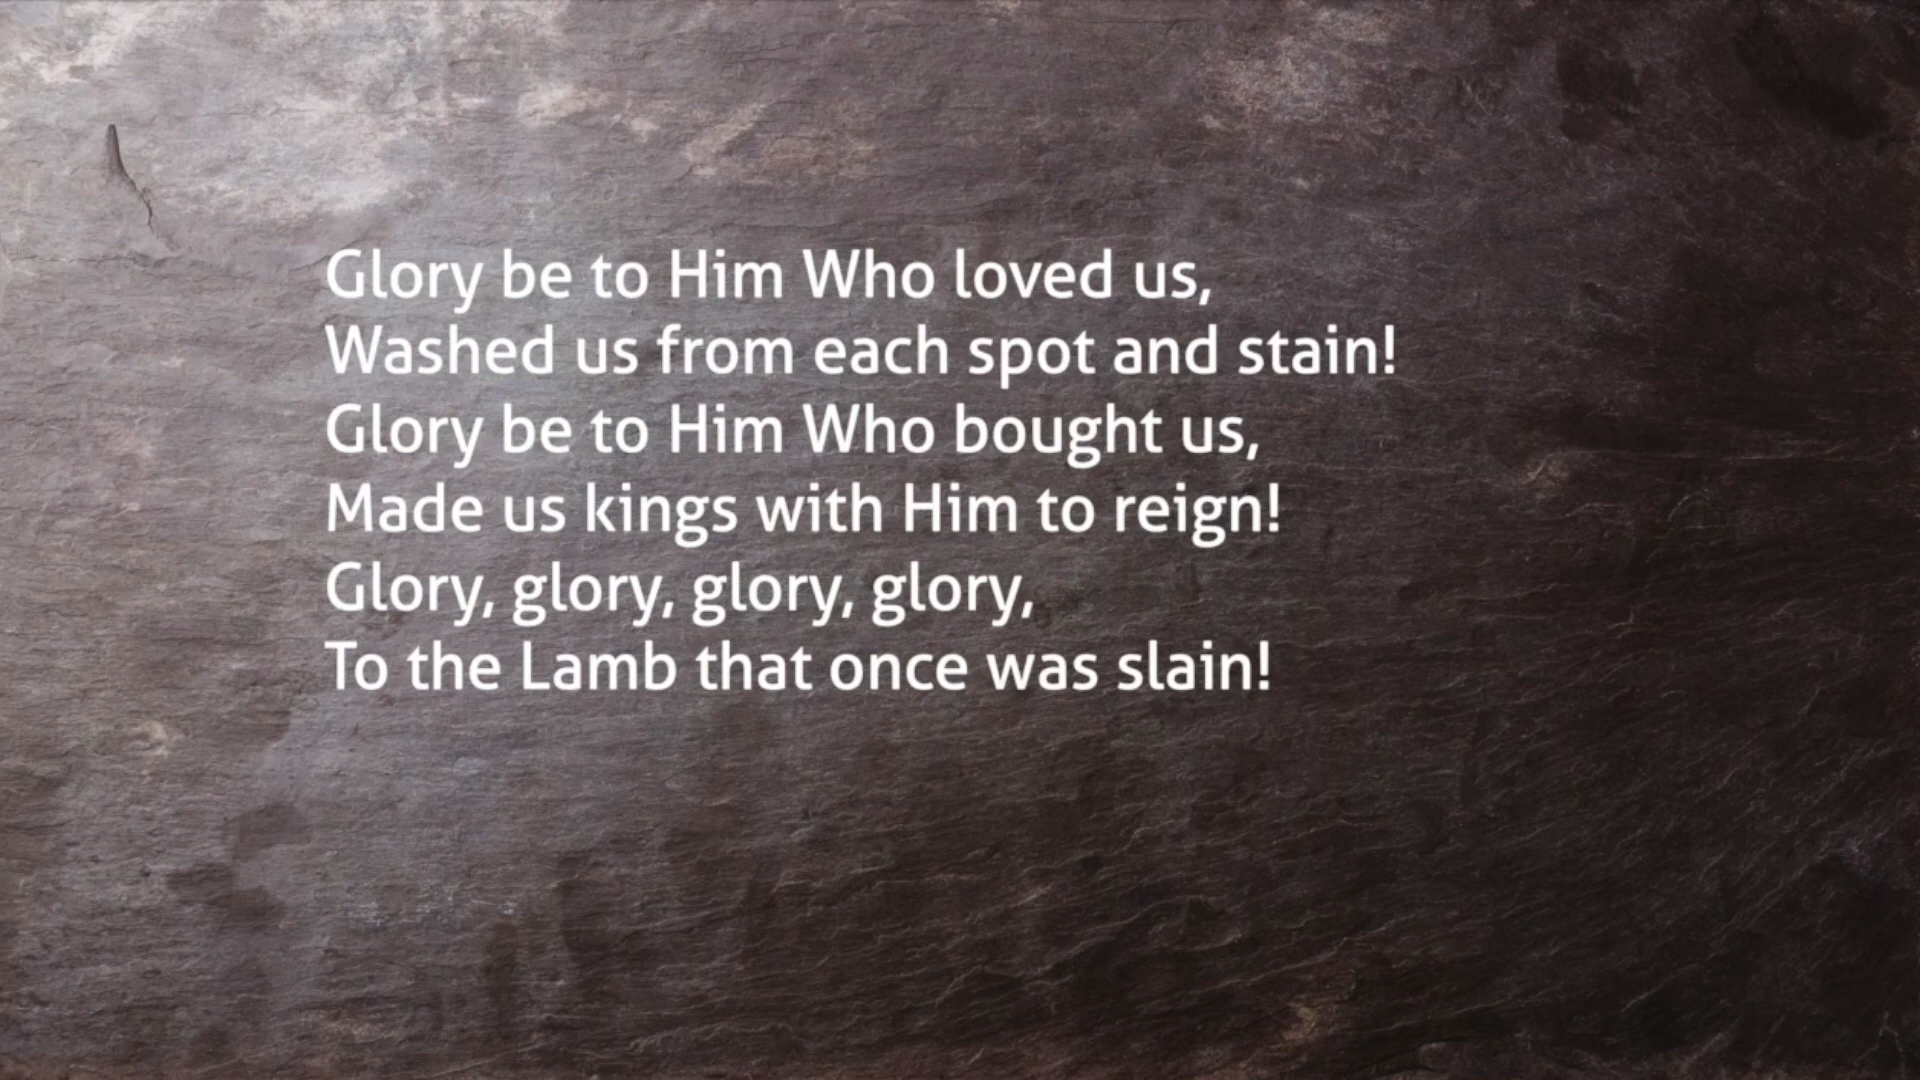 Glory be to Him Who loved us,
Washed us from each spot and stain!
Glory be to Him Who bought us,
Made us kings with Him to reign!
Glory, glory, glory, glory,
To the Lamb that once was slain!